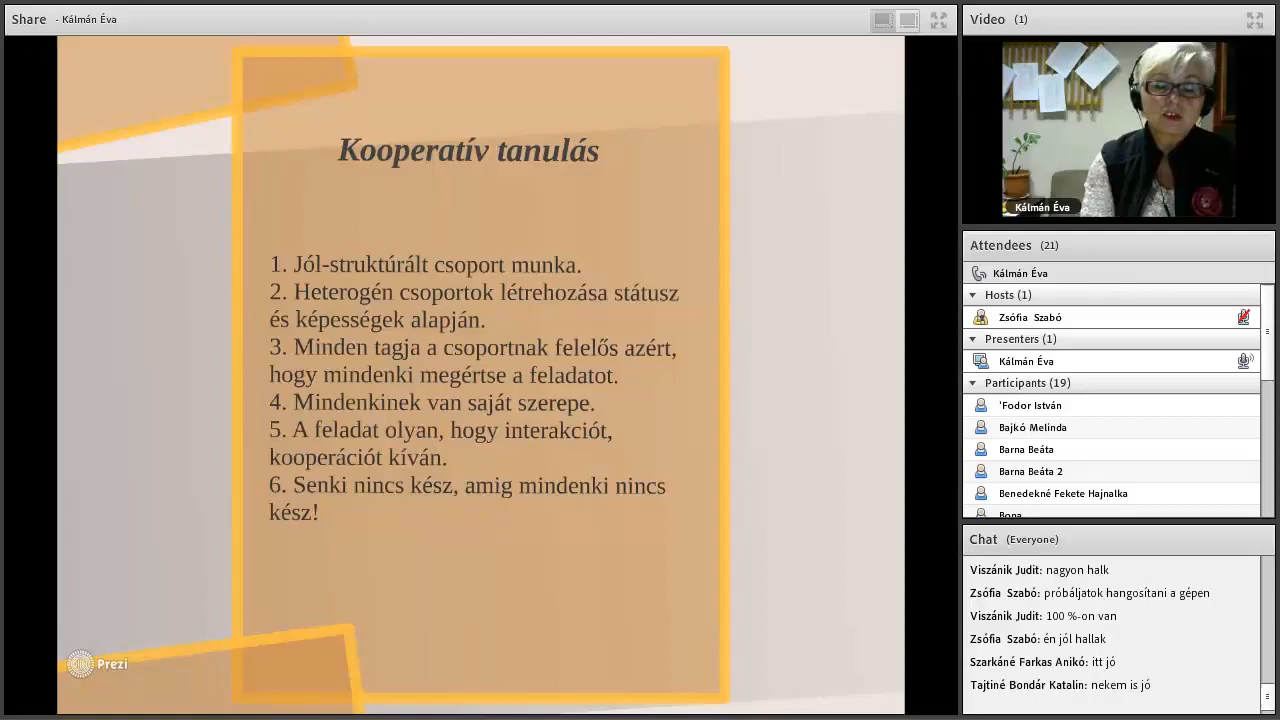 Share - Kálmán Éva
Kooperatív tanulás
1. Jól-struktúrált csoport munka.
2. Heterogén csoportok létrehozása státusz
és képességek alapján.
3. Minden tagja a csoportnak felelős azért,
hogy mindenki megértse a feladatot.
4. Mindenkinek van saját szerepe.
5. A feladat olyan, hogy interakciót,
kooperációt kíván.
6. Senki nincs kész, amig mindenki nincs
kész!
Prezi
Video (1)
Kálmán Éva
Attendees (21)
Kálmán Éva
Hosts (1)
Zsófia Szabó
Presenters (1)
Kálmán Éva
Participants (19)
'Fodor István
Bajkó Melinda
Barna Beáta
Barna Beáta 2
Benedekné Fekete Hajnalka
Chat (Everyone)
Viszánik Judit: nagyon halk
Zsófia Szabó: próbáljatok hangosítani a gépen
Viszánik Judit: 100 %-on van
Zsófia Szabó: én jól hallak
Szarkáné Farkas Anikó: itt jó
Tajtiné Bondár Katalin: nekem is jó